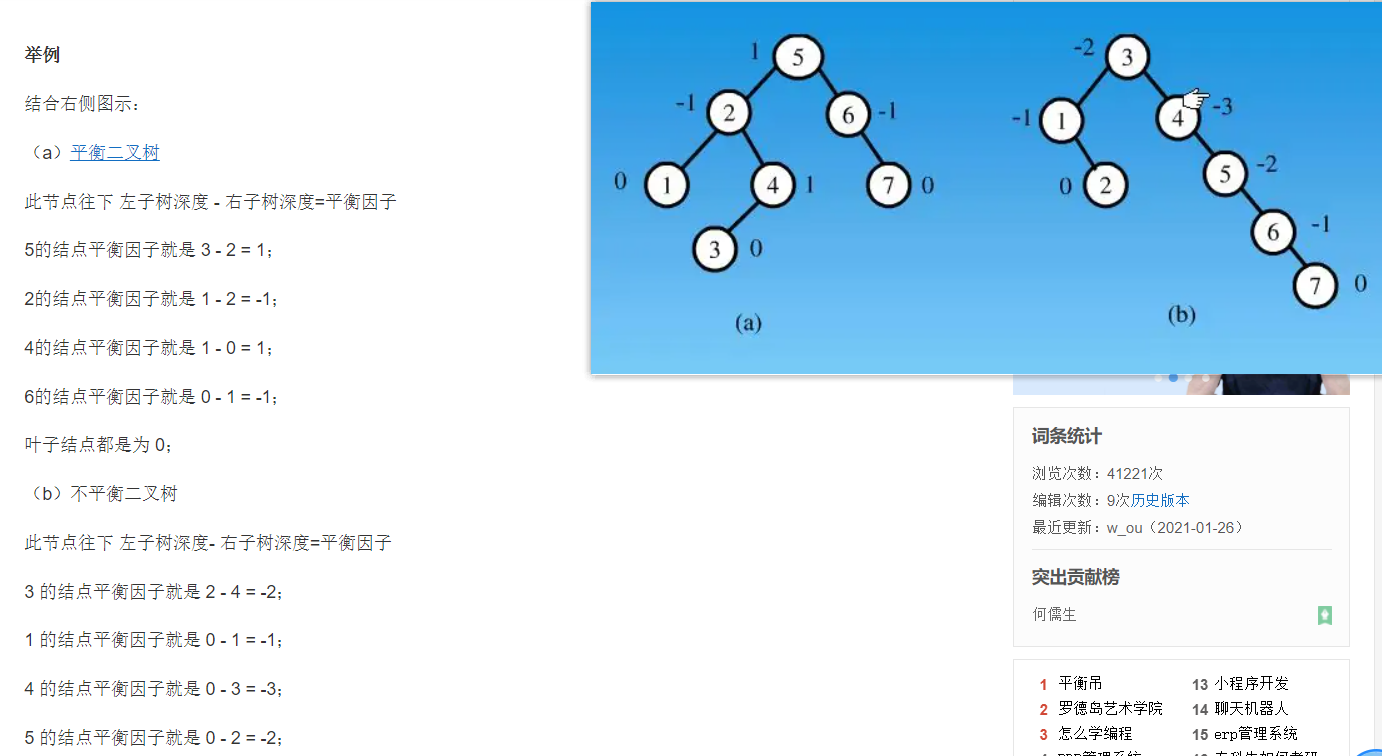 举例
结合右侧图示：
（a）平衡二叉树
此节点往下 左子树深度 - 右子树深度=平衡因子
5的结点平衡因子就是 3 - 2 = 1；
2的结点平衡因子就是 1 - 2 = -1；
4的结点平衡因子就是 1 - 0 = 1；
6的结点平衡因子就是 0 - 1 = -1；
叶子结点都是为 0；
（b）不平衡二叉树
此节点往下 左子树深度- 右子树深度=平衡因子
3 的结点平衡因子就是 2 - 4 = -2；
1 的结点平衡因子就是 0 - 1 = -1；
4 的结点平衡因子就是 0 - 3 = -3；
5 的结点平衡因子就是 0 - 2 = -2；
1 5
-1 2 6 -1
0 1 4 1 7 0
3 0
(a)
-2 3
-1 1 4 -3
0 2 5 -2
6 -1
7 0
(b)
词条统计
浏览次数：41221次
编辑次数：9次历史版本
最近更新：w_ou（2021-01-26）
突出贡献榜
何儒生
1 平衡吊 13 小程序开发
2 罗德岛艺术学院 14 聊天机器人
3 怎么学编程 15 erp管理系统